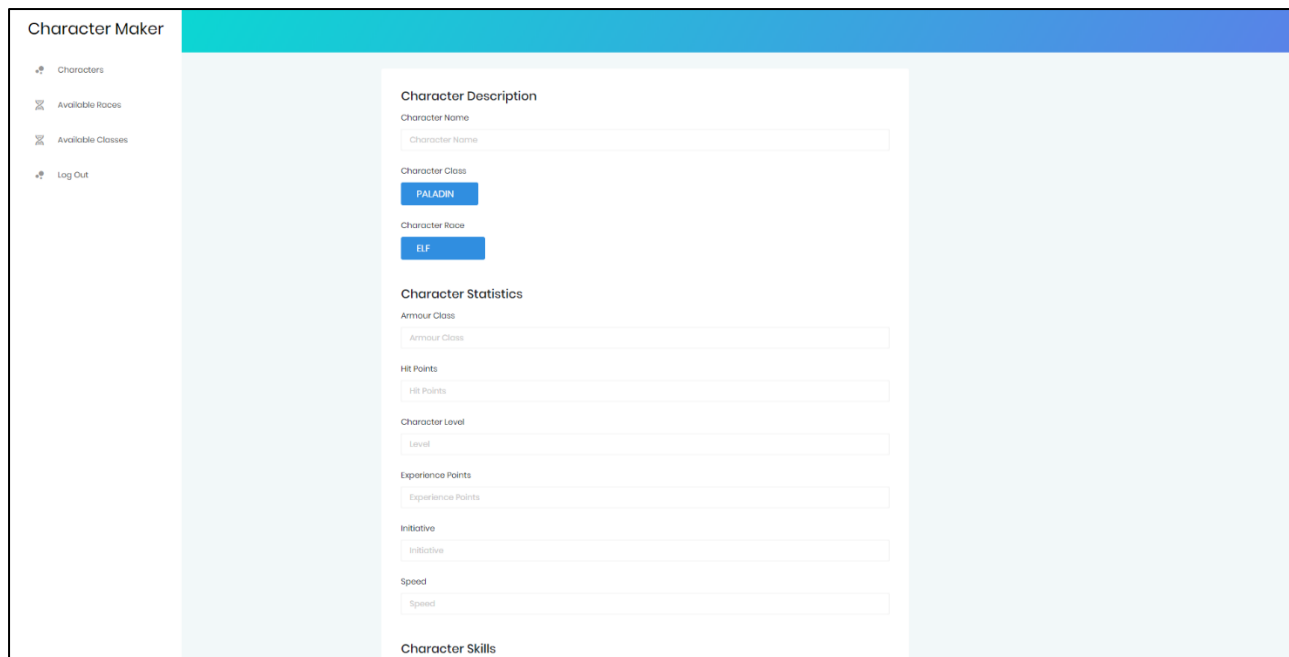 Character Maker
Characters
Available Races
Available Classes
Log Out
Character Description
Character Name
Character Name
Character Class
PALADIN
Character Race
ELF
Character Statistics
Armour Class
Armour Class
Hit Points
Hit Points
Character Level
Level
Experience Points
Experience Points
Initiative
Initiative
Speed
Speed
Character Skills